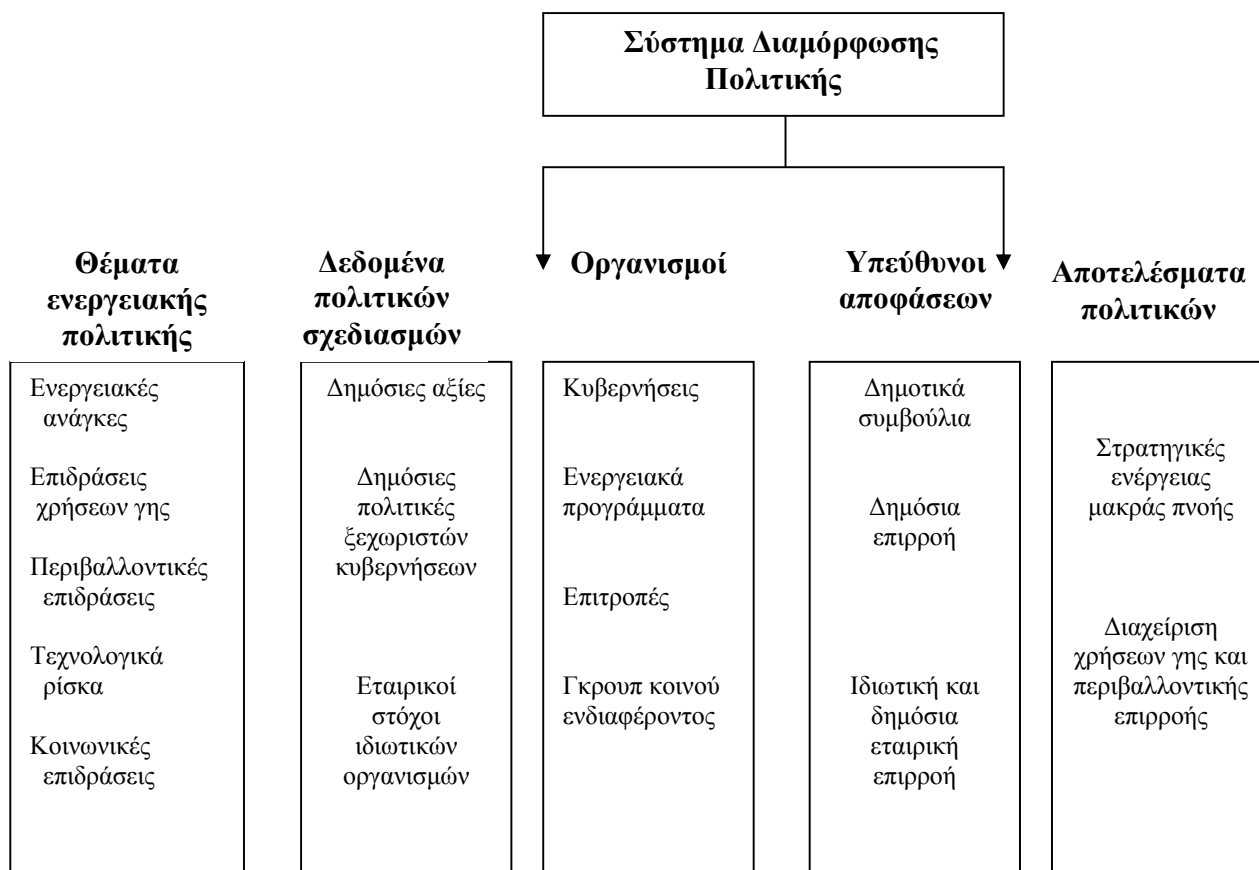 Σύστημα Διαμόρφωσης
Πολιτικής
Θέματα
ενεργειακής
πολιτικής
Ενεργειακές
ανάγκες
Επιδράσεις
χρήσεων γης
Περιβαλλοντικές
επιδράσεις
Τεχνολογικά
ρίσκα
Κοινωνικές
επιδράσεις
Δεδομένα
πολιτικών
σχεδιασμών
Δημόσιες αξίες
Δημόσιες
πολιτικές
ξεχωριστών
κυβερνήσεων
Εταιρικοί
στόχοι
ιδιωτικών
οργανισμών
Οργανισμοί
Κυβερνήσεις
Ενεργειακά
προγράμματα
Επιτροπές
Γκρουπ κοινού
ενδιαφέροντος
Υπεύθυνοι
αποφάσεων
Δημοτικά
συμβούλια
Δημόσια
επιρροή
Ιδιωτική και
δημόσια
εταιρική
επιρροή
Αποτελέσματα
πολιτικών
Στρατηγικές
ενέργειας
μακράς πνοής
Διαχείριση
χρήσεων γης και
περιβαλλοντικής
επιρροής